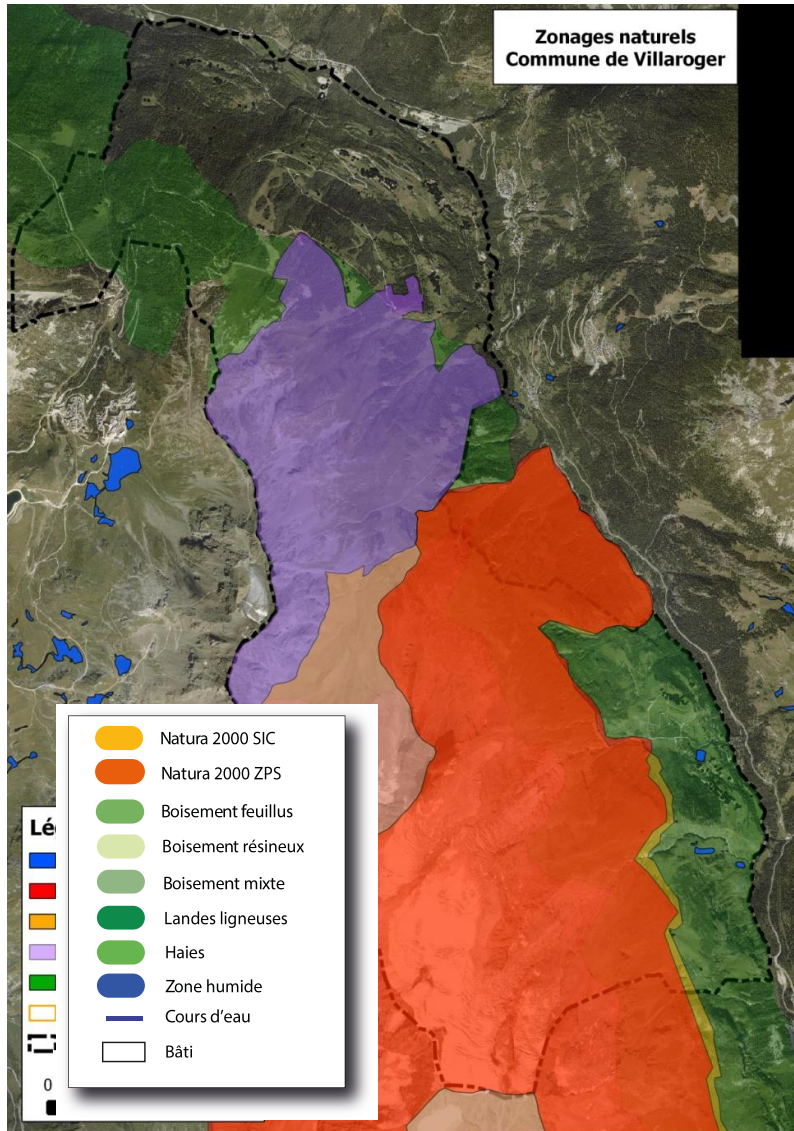 Zonages naturels
Commune de Villaroger
Natura 2000 SIC
Natura 2000 ZPS
Boisement feuillus
Boisement résineux
Boisement mixte
Landes ligneuses
Haies
Zone humide
Cours d'eau
Bâti
0